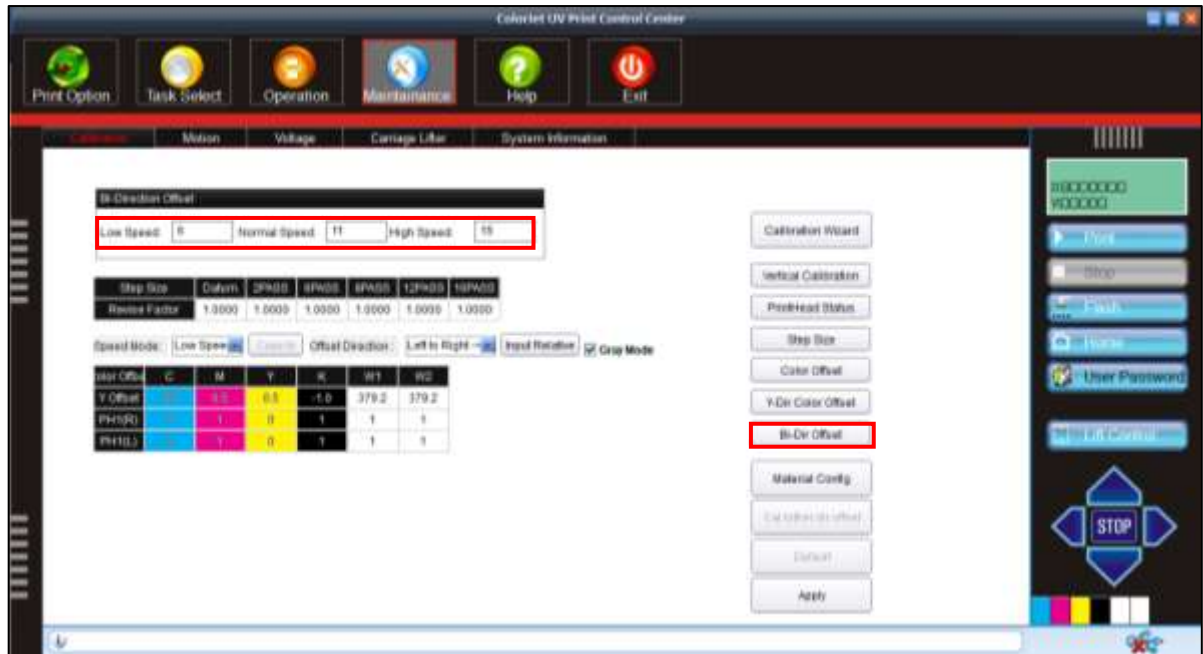 Colorjet UV Print Control Center
Print Option Task Select Operation Maintainance Help Exit
Calibration Motion Voltage Carriage Lifter System Information
Bi-Direction Offset
Low Speed: Normal Speed: 11 High Speed: 15
Calibration Wizard
Vertical Calibration
PrintHead Status
Step Size
Color Offset
Y-Dir Color Offset
Bi-Dir Offset
Material Config
Default
Apply
Step Size Datum 2PASS 12PASS 16PASS
Revise Factor 1.0000 1.0000 1.0000 1.0000 1.0000 1.0000
Speed Mode: Low Spee Offset Direction: Left to Right Input Relative Gray Mode
Color Offse C M Y K W1 W2
Y Offset 0.5 -1.0 379.2 379.2
PH1(R) 1 0 1 1 1
PH1(L) 1 0 1 1 1
Print
Stop
Flash
Home
User Password
Lift Control
STOP